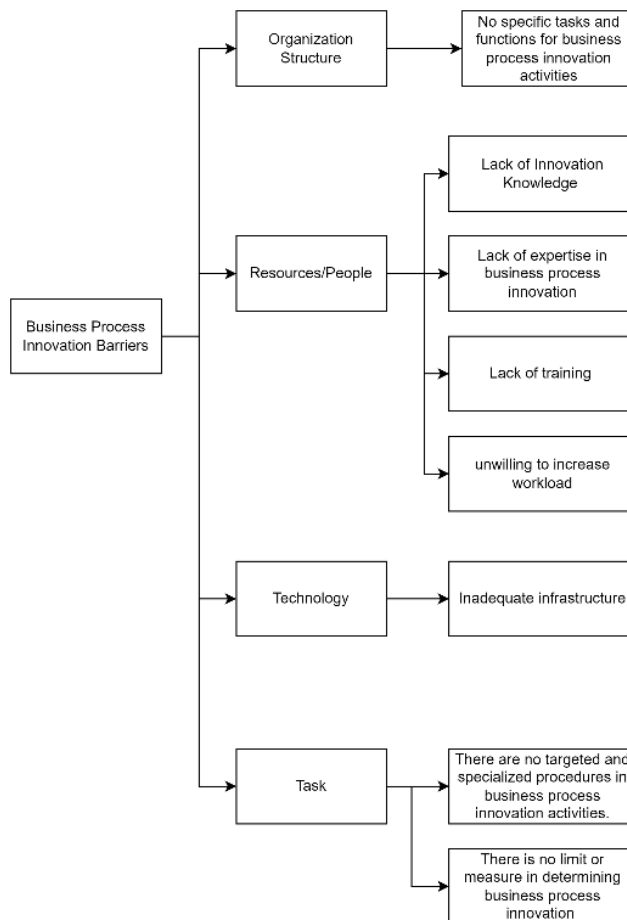 Organization
Structure
No specific tasks and
functions for business
process innovation
activities
Lack of Innovation
Knowledge
Resources/People
Lack of expertise in
business process
innovation
Business Process
Innovation Barriers
Lack of training
unwilling to increase
workload
Technology
Inadequate infrastructure
Task
There are no targeted and
specialized procedures in
business process
innovation activities.
There is no limit or
measure in determining
business process
innovation